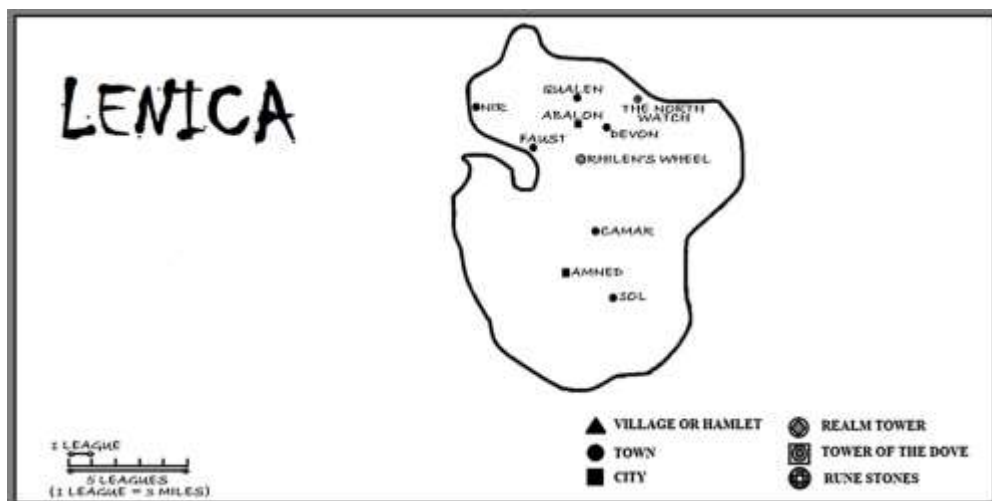 LENICA
NIR
RUALEN
ABALON
THE NORTH
WATCH
DEVON
FAUST
RHILEN'S WHEEL
CAMAR
AMNED
SOL
1 LEAGUE
5 LEAGUES
(1 LEAGUE = 3 MILES)
VILLAGE OR HAMLET
TOWN
CITY
REALM TOWER
TOWER OF THE DOVE
RUNE STONES